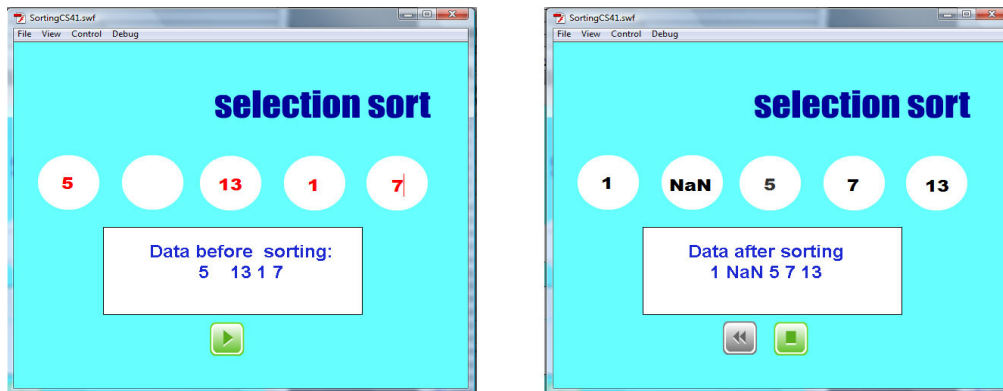 SortingCS41.swf
File View Control Debug
selection sort
5 13 1 7
Data before sorting:
5 13 1 7
SortingCS41.swf
File View Control Debug
selection sort
1 NaN 5 7 13
Data after sorting
1 NaN 5 7 13